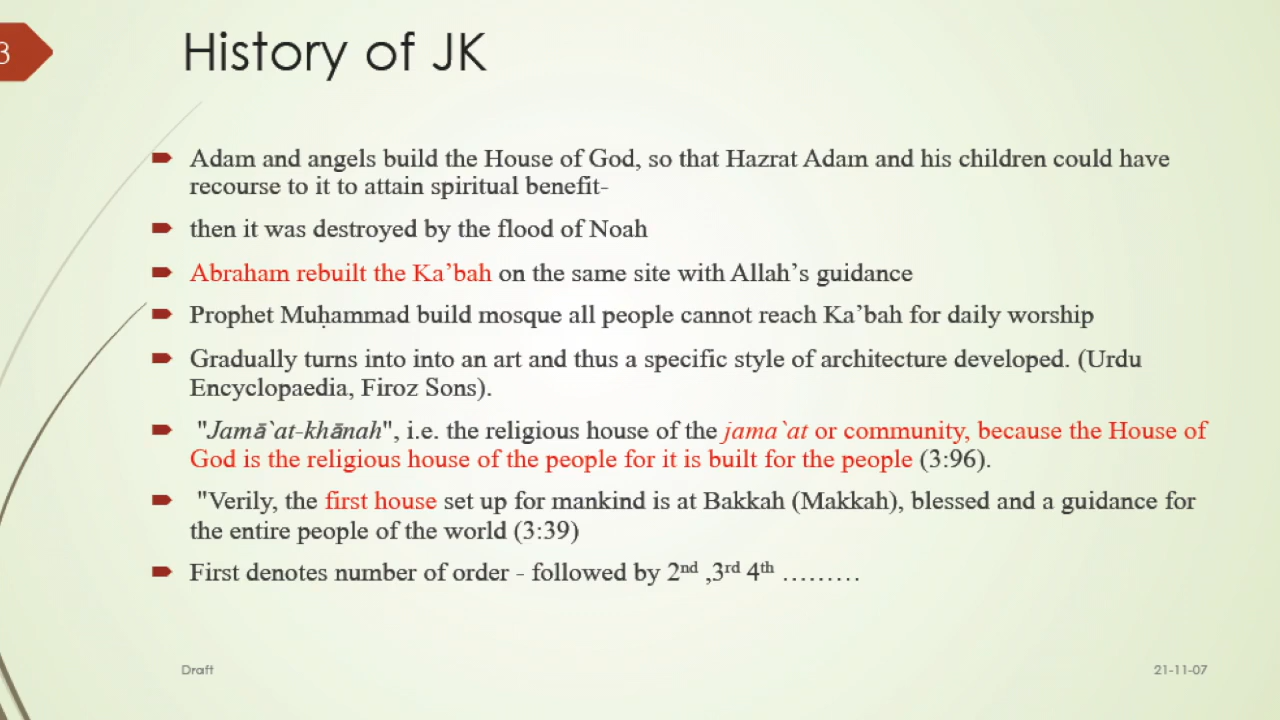 3
History of JK
Adam and angels build the House of God, so that Hazrat Adam and his children could have
recourse to it to attain spiritual benefit-
then it was destroyed by the flood of Noah
Abraham rebuilt the Ka’bah on the same site with Allah’s guidance
Prophet Muḥammad build mosque all people cannot reach Ka’bah for daily worship
Gradually turns into into an art and thus a specific style of architecture developed. (Urdu
Encyclopaedia, Firoz Sons).
"Jamā`at-khānah", i.e. the religious house of the jama`at or community, because the House of
God is the religious house of the people for it is built for the people (3:96).
"Verily, the first house set up for mankind is at Bakkah (Makkah), blessed and a guidance for
the entire people of the world (3:39)
First denotes number of order - followed by 2nd ,3rd 4th ………
Draft
21-11-07